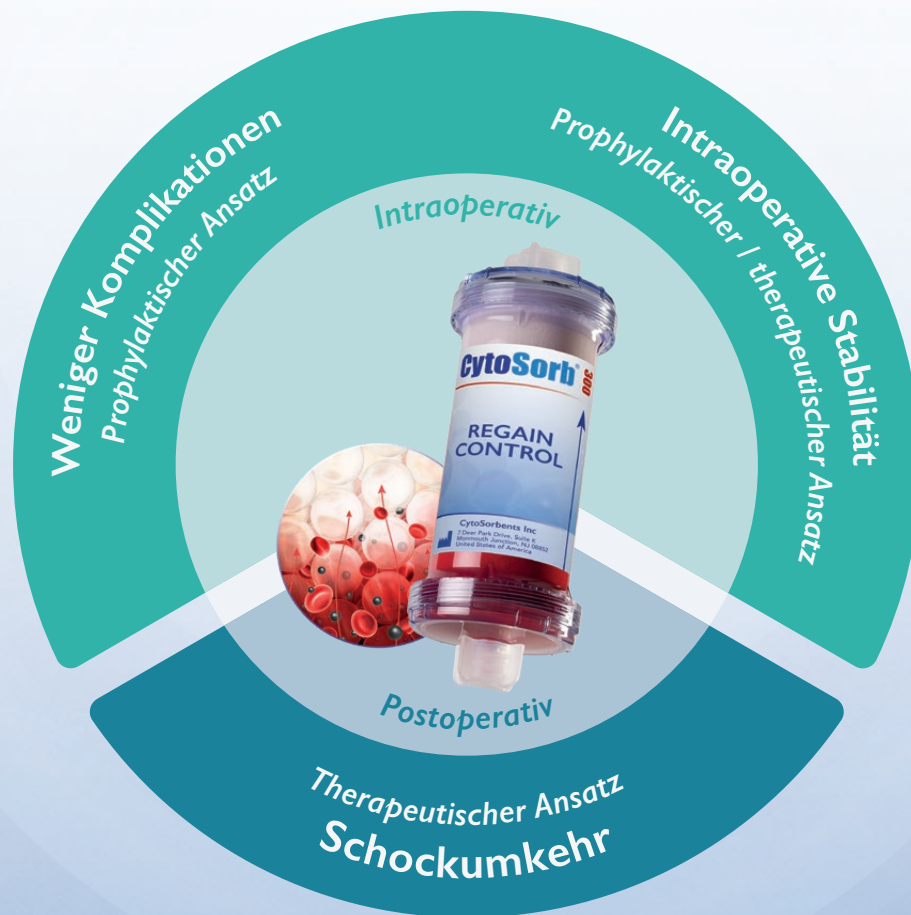 Weniger Komplikationen
Prophylaktischer Ansatz
Intraoperative Stabilität
Prophylaktischer / therapeutischer Ansatz
Intraoperativ
CytoSorb® 300
REGAIN
CONTROL
CytoSorbents Inc
7 Deer Park Drive, Suite K
Monmouth Junction, NJ 08852
United States of America
Postoperativ
Therapeutischer Ansatz
Schockumkehr